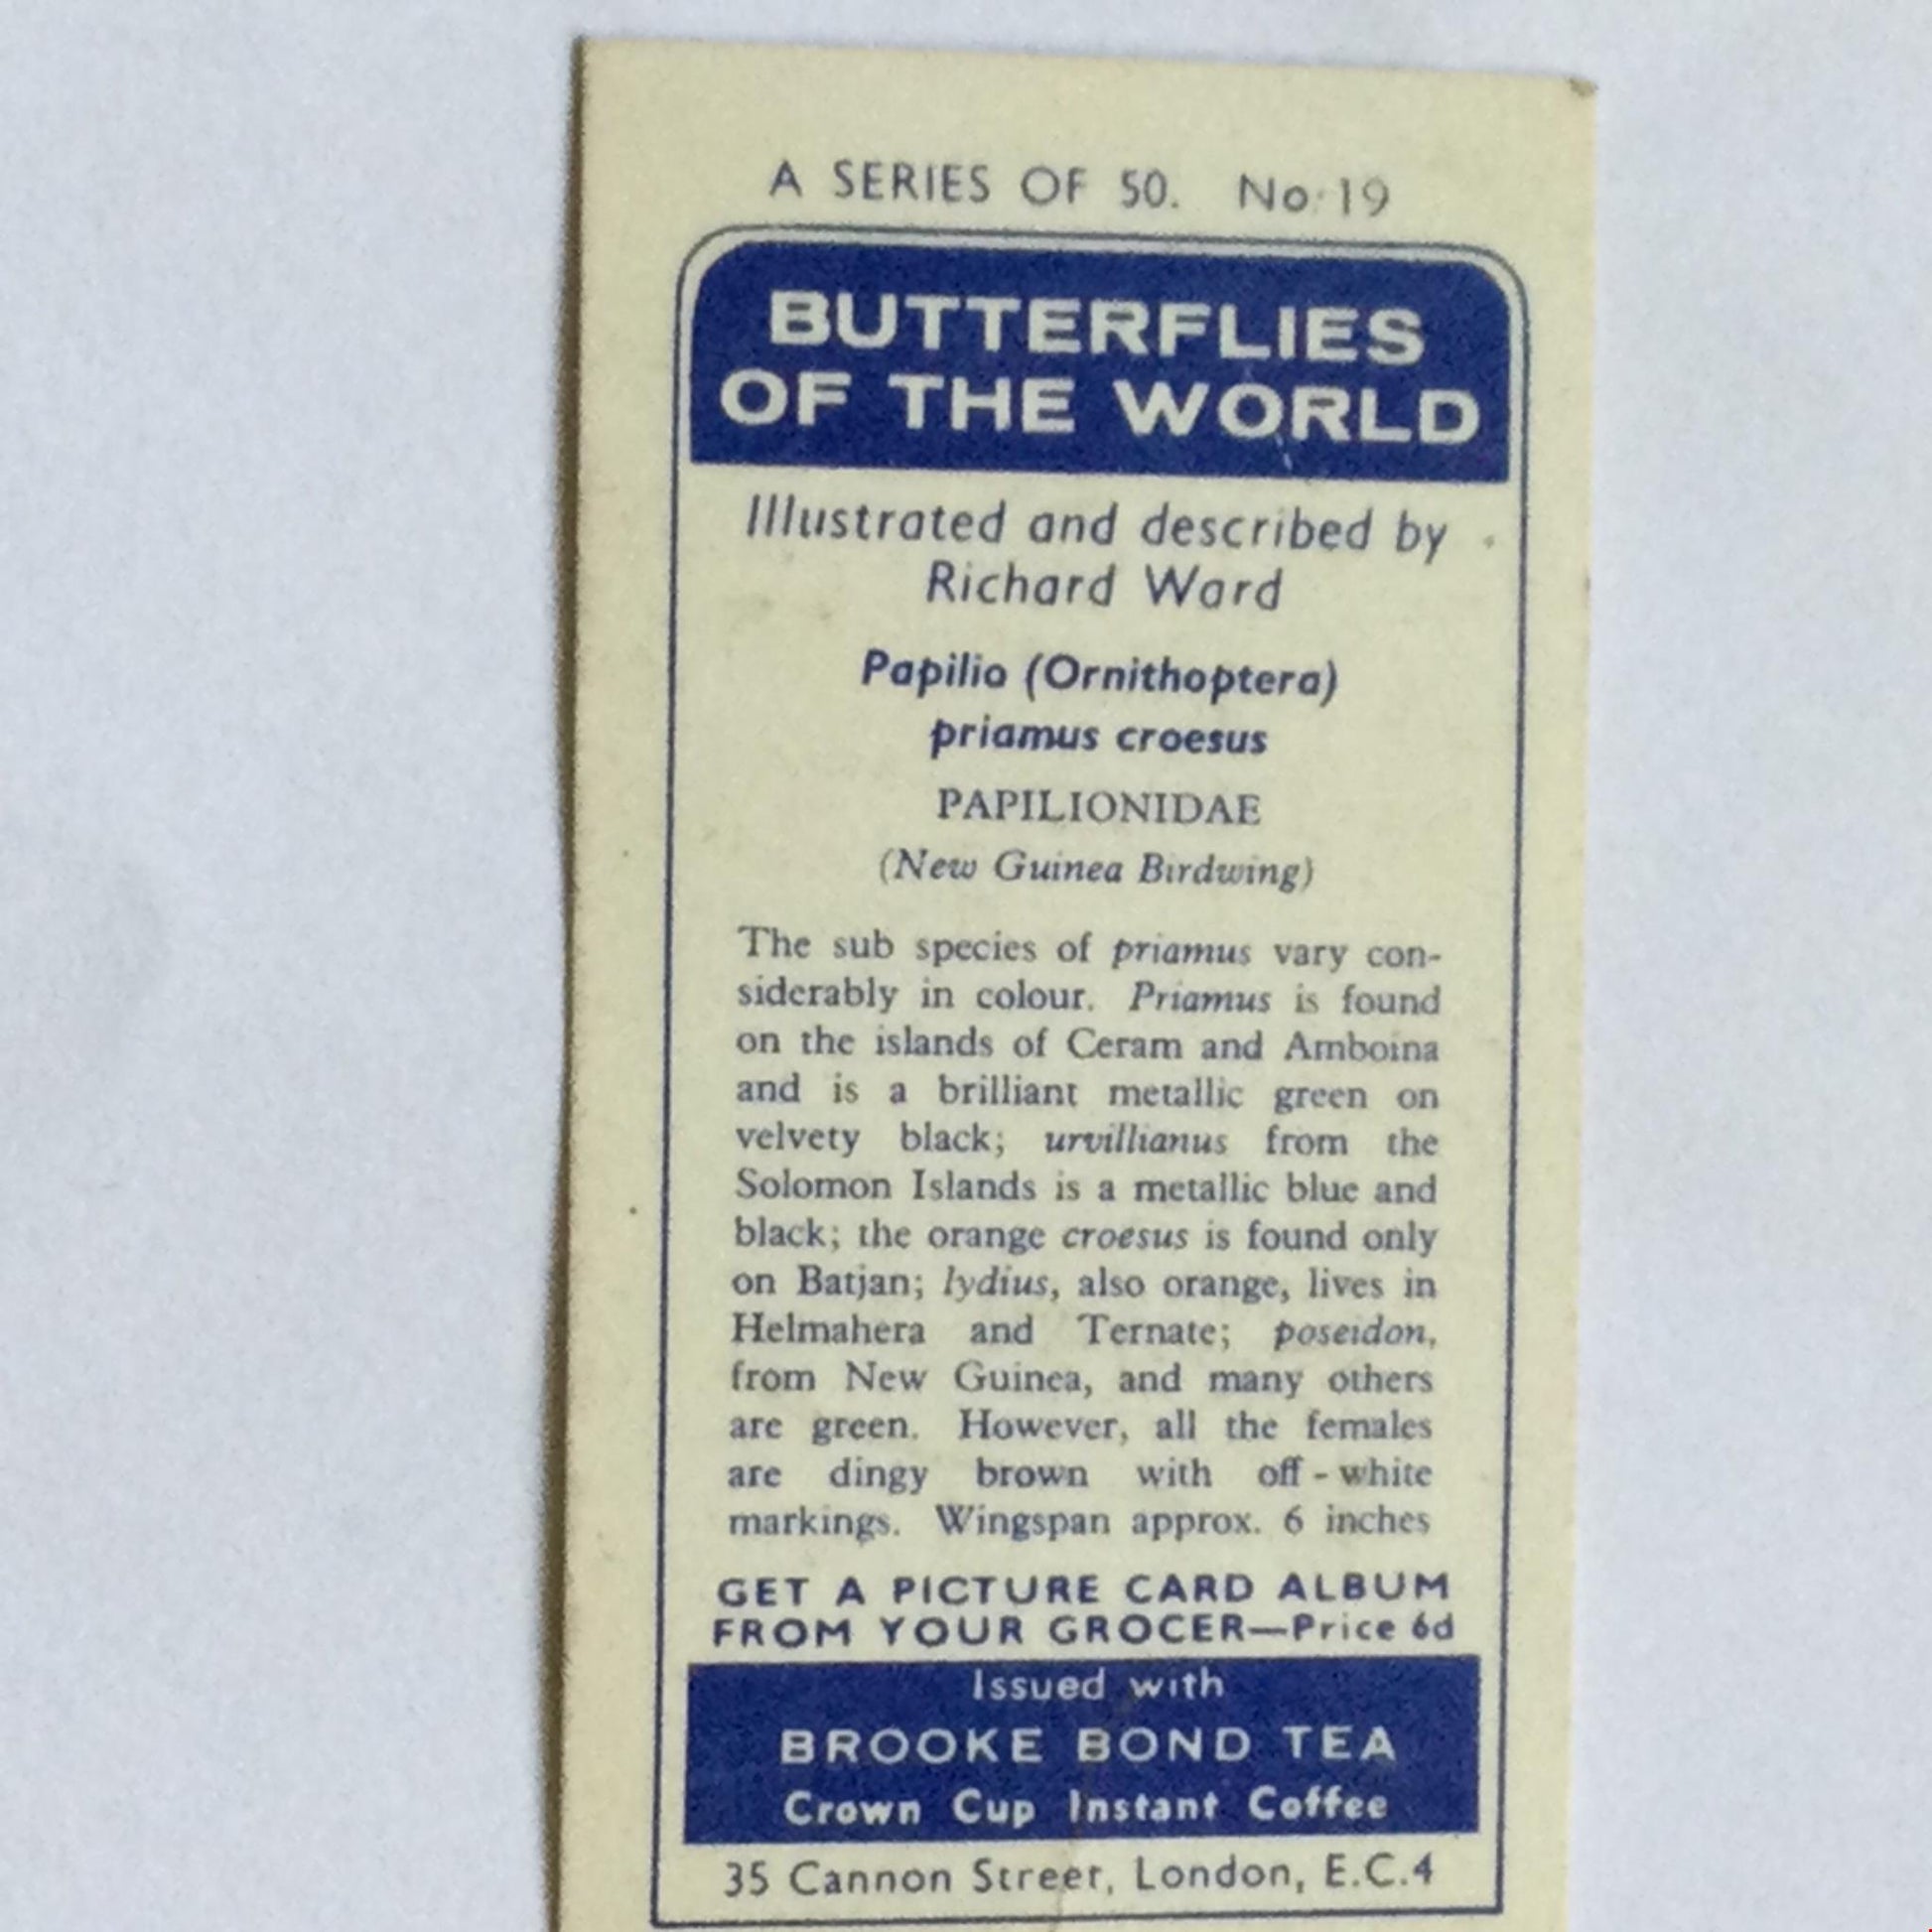 A SERIES OF 50. No. 19
BUTTERFLIES
OF THE WORLD
Illustrated and described by
Richard Ward
Papilio (Ornithoptera)
priamus croesus
PAPILIONIDAE
(New Guinea Birdwing)
The sub species of priamus vary con-
siderably in colour. Priamus is found
on the islands of Ceram and Amboina
and is a brilliant metallic green on
velvety black; urvillianus from the
Solomon Islands is a metallic blue and
black; the orange croesus is found only
on Batjan; lydius, also orange, lives in
Helmahera and Ternate; poseidon,
from New Guinea, and many others
are green. However, all the females
are dingy brown with off-white
markings. Wingspan approx. 6 inches
GET A PICTURE CARD ALBUM
FROM YOUR GROCER—Price 6d
Issued with
BROOKE BOND TEA
Crown Cup Instant Coffee
35 Cannon Street, London, E.C.4